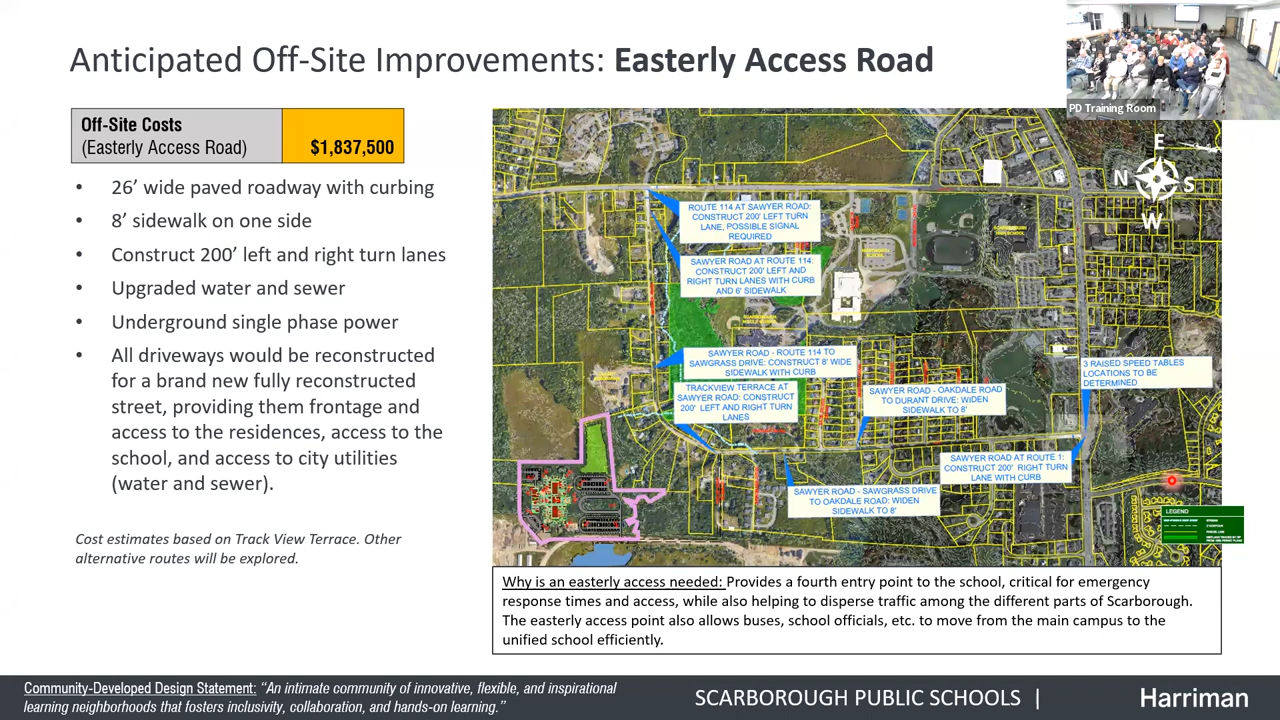 Anticipated Off-Site Improvements: Easterly Access Road
PD Training Room
Off-Site Costs
(Easterly Access Road)
$1,837,500
• 26’ wide paved roadway with curbing
• 8’ sidewalk on one side
• Construct 200’ left and right turn lanes
• Upgraded water and sewer
• Underground single phase power
• All driveways would be reconstructed
for a brand new fully reconstructed
street, providing them frontage and
access to the residences, access to the
school, and access to city utilities
(water and sewer).
Cost estimates based on Track View Terrace. Other
alternative routes will be explored.
E
N
S
W
ROUTE 114 AT SAWYER ROAD:
CONSTRUCT 200' LEFT TURN
LANE, POSSIBLE SIGNAL
REQUIRED
SAWYER ROAD AT ROUTE 114:
CONSTRUCT 200' LEFT AND
RIGHT TURN LANES WITH CURB
AND 6' SIDEWALK
SAWYER ROAD - ROUTE 114 TO
SAWGRASS DRIVE: CONSTRUCT 8' WIDE
SIDEWALK WITH CURB
TRACKVIEW TERRACE AT
SAWYER ROAD: CONSTRUCT
200' LEFT AND RIGHT TURN
LANES
SAWYER ROAD - OAKDALE ROAD
TO DURANT DRIVE: WIDEN
SIDEWALK TO 8'
3 RAISED SPEED TABLES
LOCATIONS TO BE
DETERMINED
SAWYER ROAD AT ROUTE 1:
CONSTRUCT 200' RIGHT TURN
LANE WITH CURB
SAWYER ROAD - SAWGRASS DRIVE
TO OAKDALE ROAD: WIDEN
SIDEWALK TO 8'
LEGEND
Why is an easterly access needed: Provides a fourth entry point to the school, critical for emergency
response times and access, while also helping to disperse traffic among the different parts of Scarborough.
The easterly access point also allows buses, school officials, etc. to move from the main campus to the
unified school efficiently.
Community-Developed Design Statement: “An intimate community of innovative, flexible, and inspirational
learning neighborhoods that fosters inclusivity, collaboration, and hands-on learning.”
SCARBOROUGH PUBLIC SCHOOLS |
Harriman